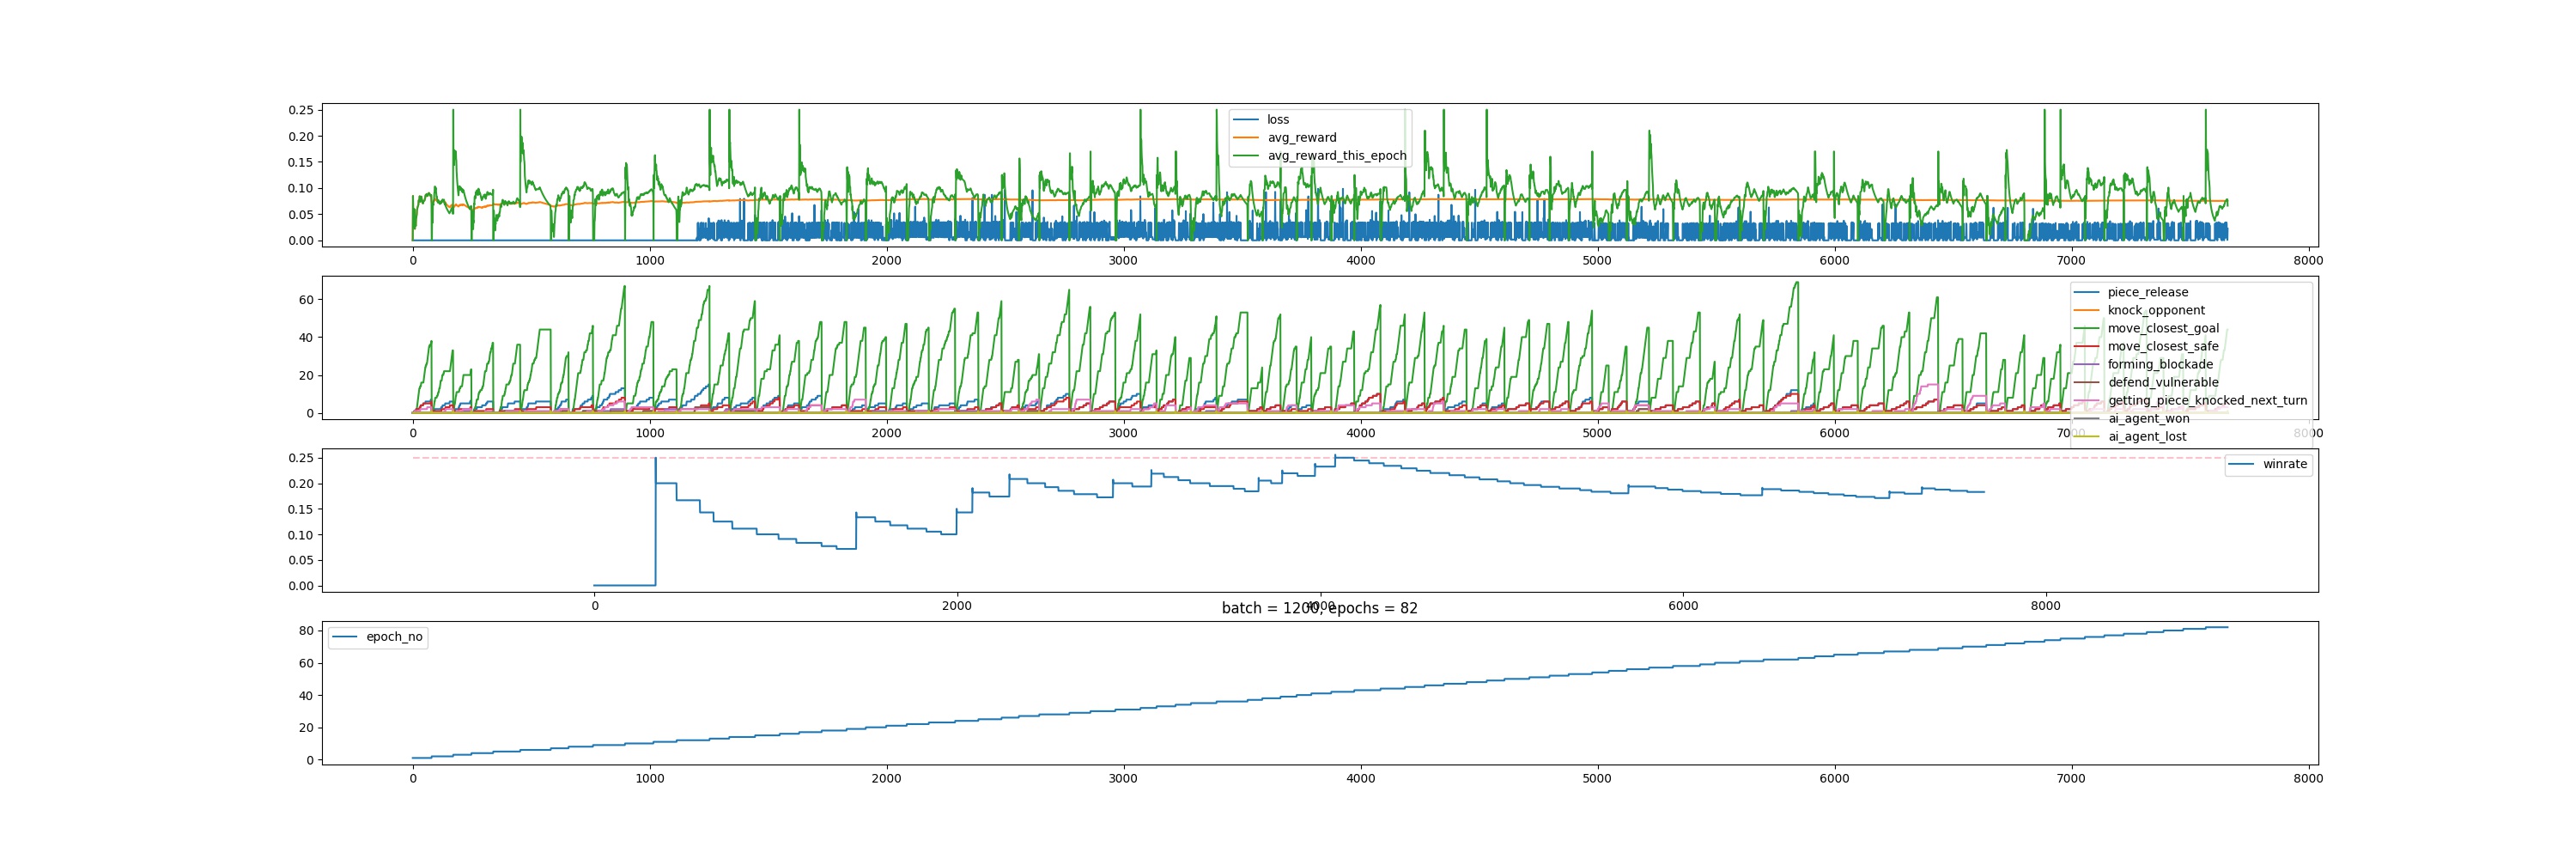 0.25
0.20
0.15
0.10
0.05
0.00
loss
avg_reward
avg_reward_this_epoch
0 1000 2000 3000 4000 5000 6000 7000 8000
60
40
20
0
piece_release
knock_opponent
move_closest_goal
move_closest_safe
forming_blockade
defend_vulnerable
getting_piece_knocked_next_turn
ai_agent_won
ai_agent_lost
0 1000 2000 3000 4000 5000 6000 7000 8000
0.25
0.20
0.15
0.10
0.05
0.00
winrate
0 2000 4000 6000 8000
batch = 1200, epochs = 82
80
60
40
20
0
epoch_no
0 1000 2000 3000 4000 5000 6000 7000 8000